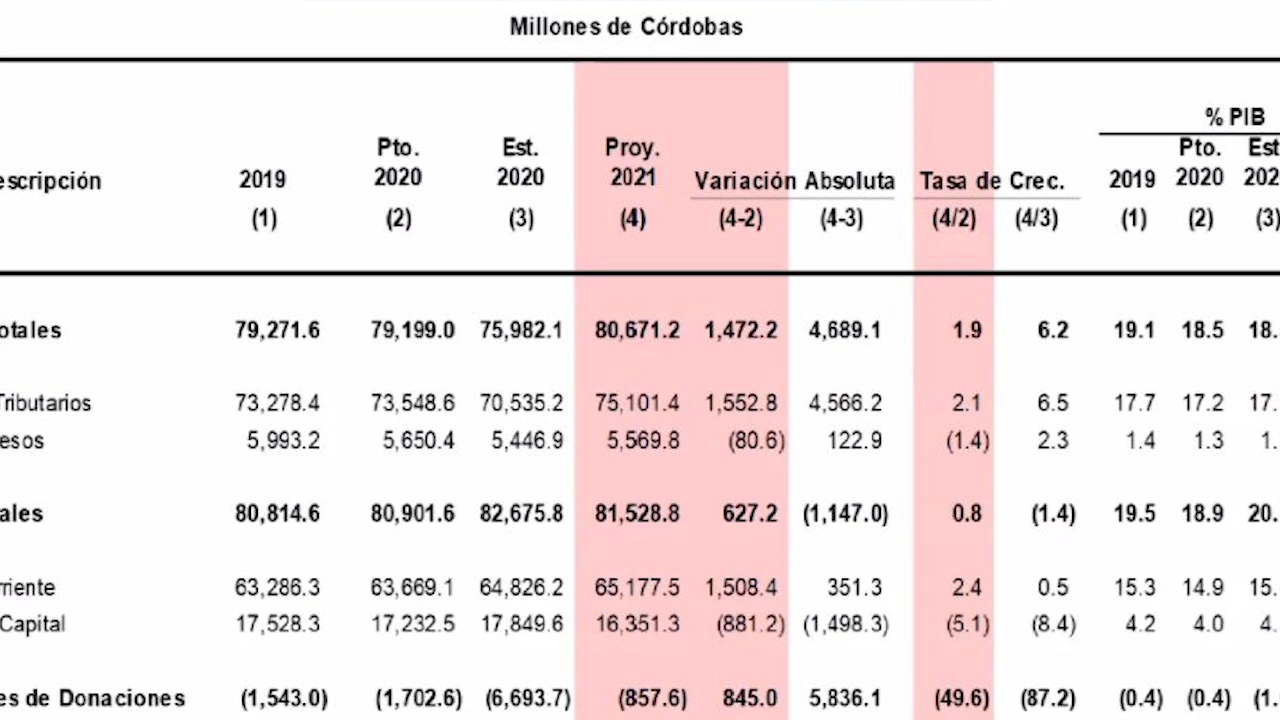 Millones de Córdobas
% PIB
Pto. Est. Proy. Pto. Est
escripción 2019 2020 2020 2021 Variación Absoluta Tasa de Crec. 2019 2020 202
(1) (2) (3) (4) (4-2) (4-3) (4/2) (4/3) (1) (2) (3)
otales 79,271.6 79,199.0 75,982.1 80,671.2 1,472.2 4,689.1 1.9 6.2 19.1 18.5 18.
Tributarios 73,278.4 73,548.6 70,535.2 75,101.4 1,552.8 4,566.2 2.1 6.5 17.7 17.2 17.
esos 5,993.2 5,650.4 5,446.9 5,569.8 (80.6) 122.9 (1.4) 2.3 1.4 1.3 1.
ales 80,814.6 80,901.6 82,675.8 81,528.8 627.2 (1,147.0) 0.8 (1.4) 19.5 18.9 20.
rriente 63,286.3 63,669.1 64,826.2 65,177.5 1,508.4 351.3 2.4 0.5 15.3 14.9 15.
Capital 17,528.3 17,232.5 17,849.6 16,351.3 (881.2) (1,498.3) (5.1) (8.4) 4.2 4.0 4.
es de Donaciones (1,543.0) (1,702.6) (6,693.7) (857.6) 845.0 5,836.1 (49.6) (87.2) (0.4) (0.4) (1.